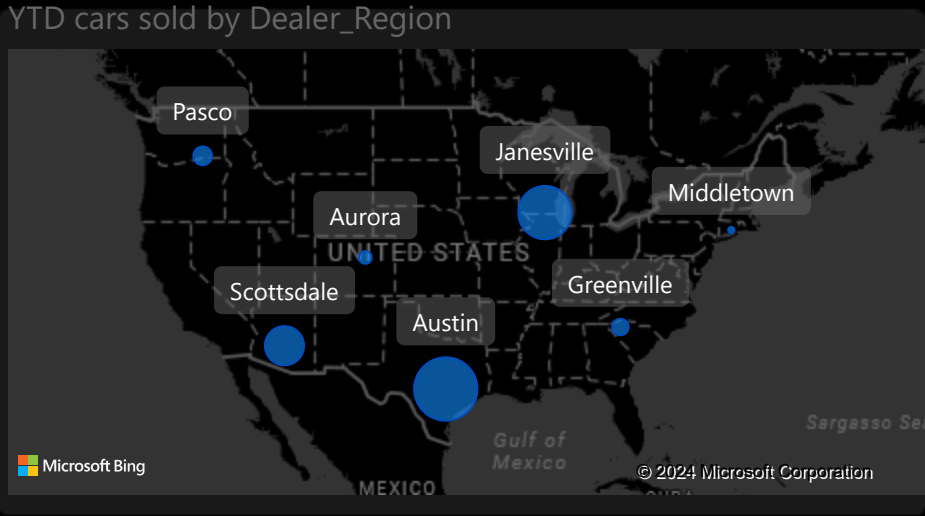 YTD cars sold by Dealer_Region
Pasco
Janesville
Middletown
Aurora
UNITED STATES
Scottsdale
Greenville
Austin
Sargasso Se
Gulf of
Mexico
Microsoft Bing
© 2024 Microsoft Corporation
MEXICO
CUBA